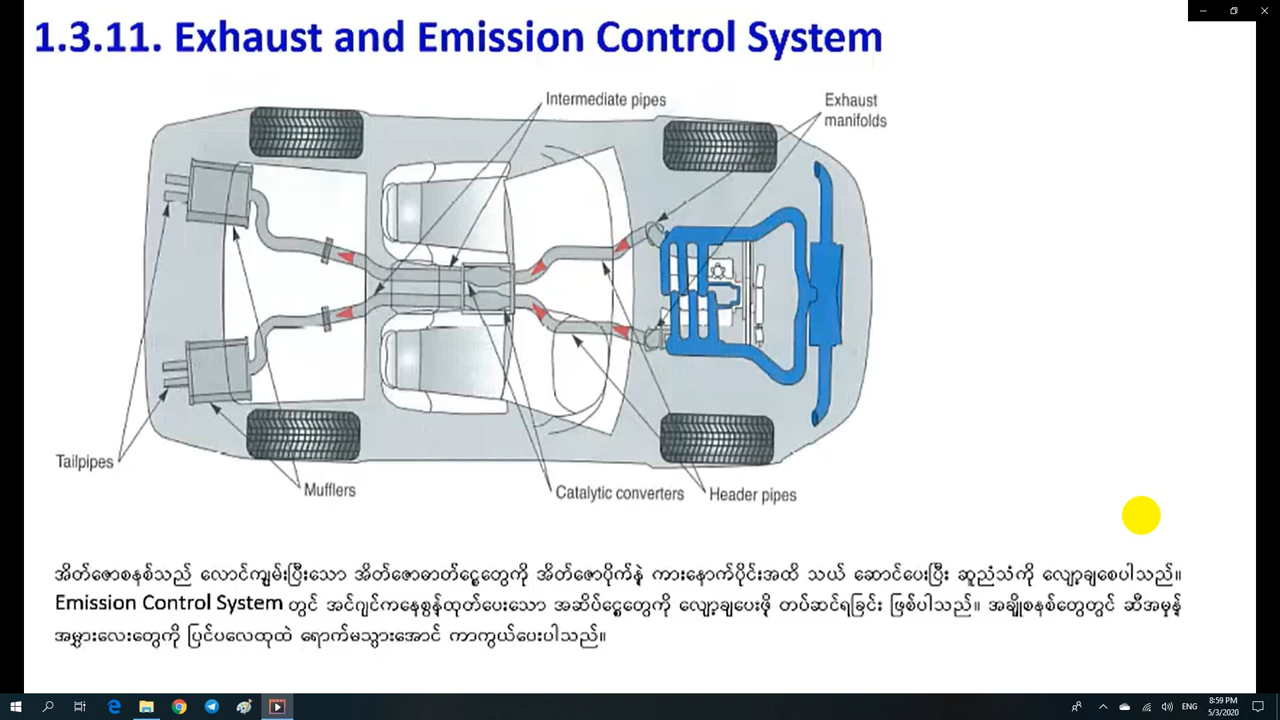 1.3.11. Exhaust and Emission Control System
Intermediate pipes
Exhaust
manifolds
Tailpipes
Mufflers
Catalytic converters
Header pipes
အိတ်ဇောစနစ်သည် လောင်ကျမ်းပြီးသော အိတ်ဇောဓာတ်ငွေ့တွေကို အိတ်ဇောပိုက်နဲ့ ကားနောက်ပိုင်းအထိ သယ် ဆောင်ပေးပြီး ဆူညံသံကို လျော့ချစေပါသည်။
Emission Control System တွင် အင်ဂျင်ကနေစွန့်ထုတ်ပေးသော အဆိပ်ငွေ့တွေကို လျော့ချပေးဖို့ တပ်ဆင်ရခြင်း ဖြစ်ပါသည်။ အချို့စနစ်တွေတွင် ဆီအမှုန့်
အမွှားလေးတွေကို ပြင်ပလေထုထဲ ရောက်မသွားအောင် ကာကွယ်ပေးပါသည်။
ENG
8:59 PM
5/3/2020